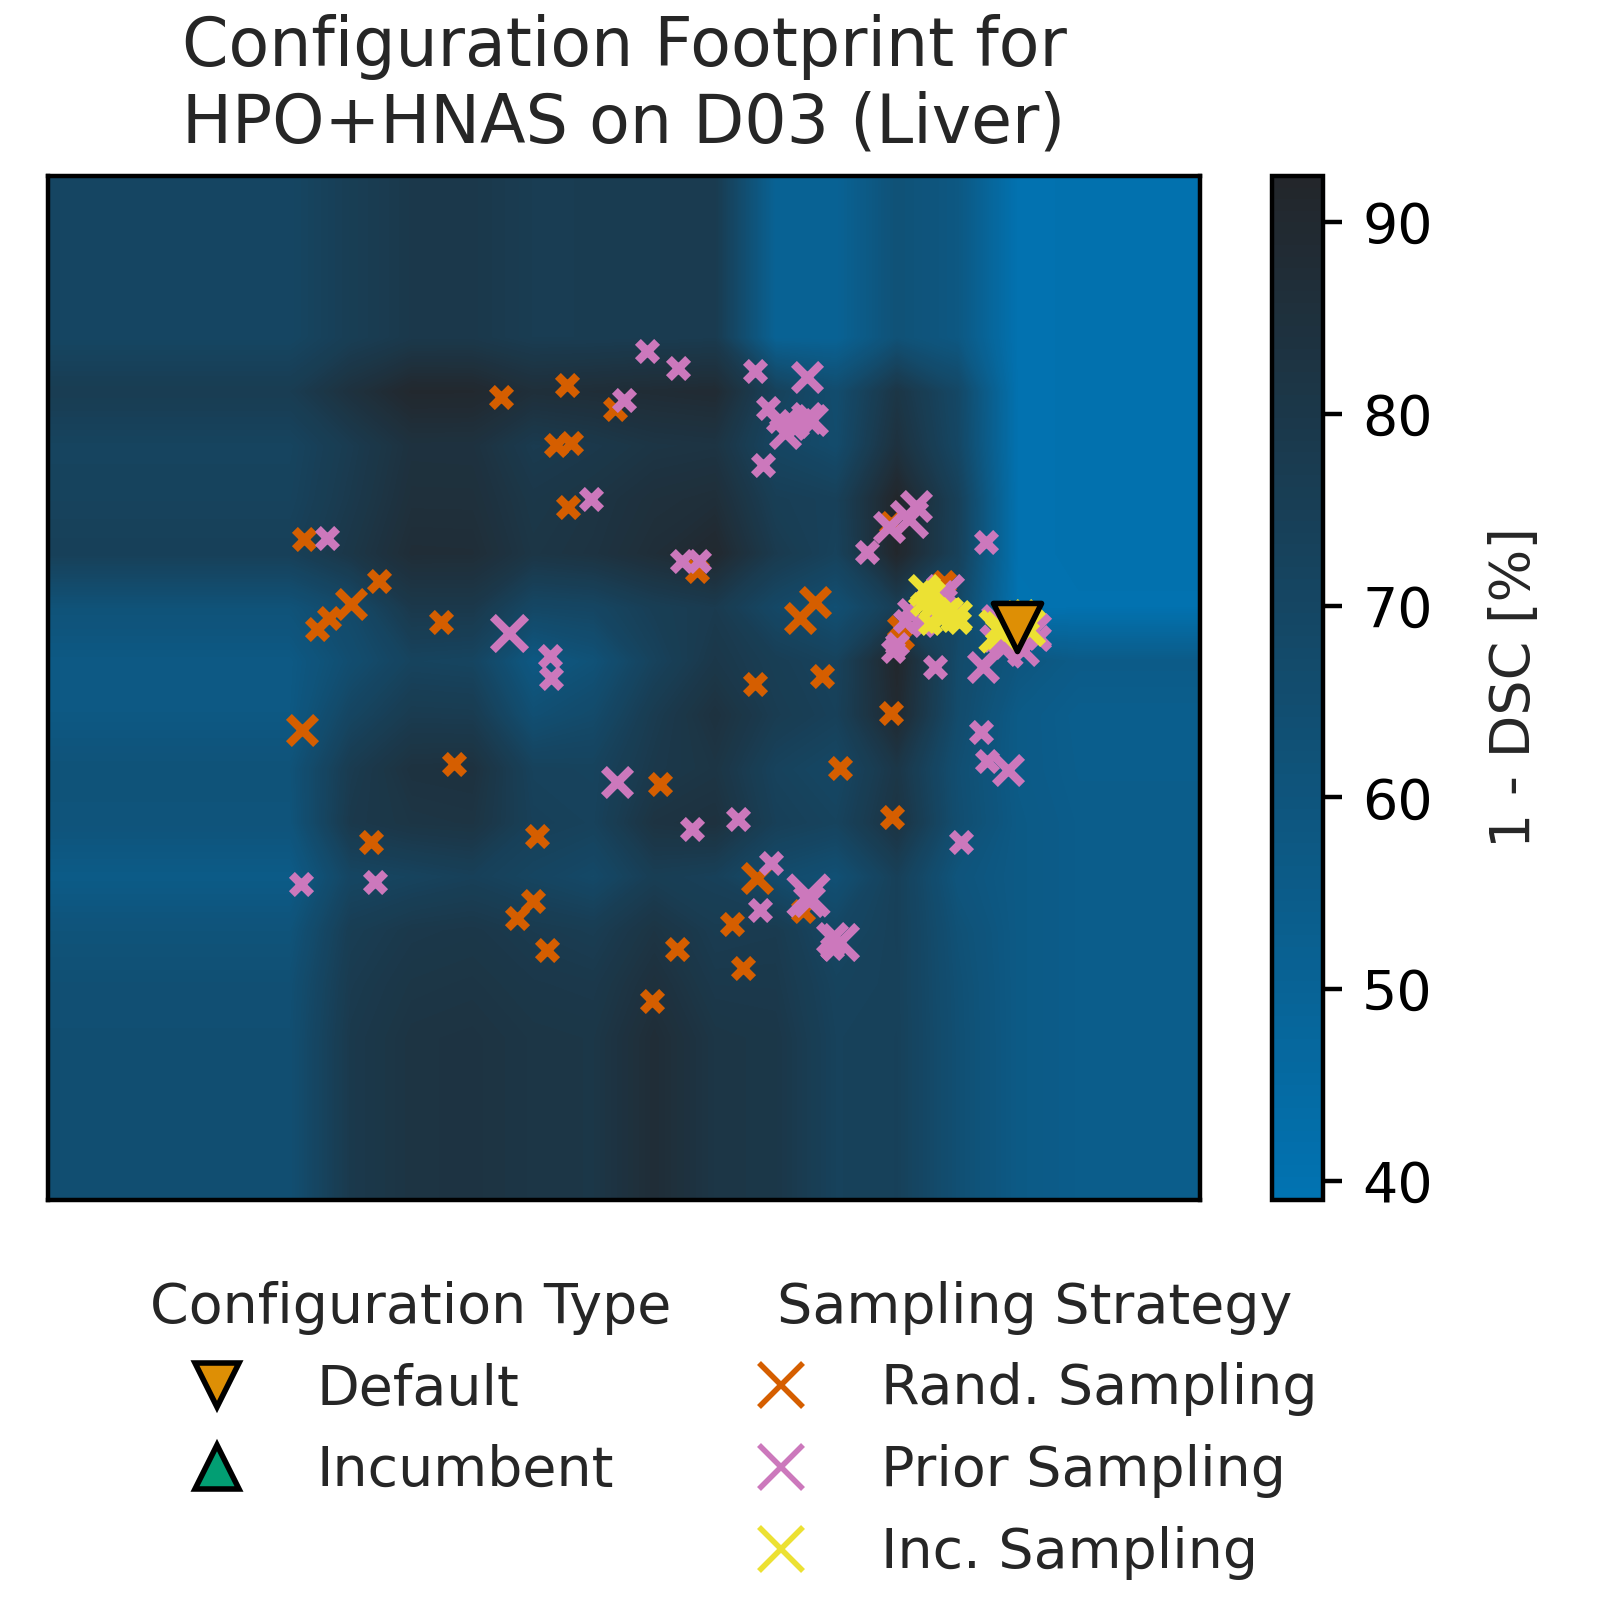 Configuration Footprint for
HPO+HNAS on D03 (Liver)
90
80
70
60
50
40
1 - DSC [%]
Configuration Type
Default
Incumbent
Sampling Strategy
Rand. Sampling
Prior Sampling
Inc. Sampling